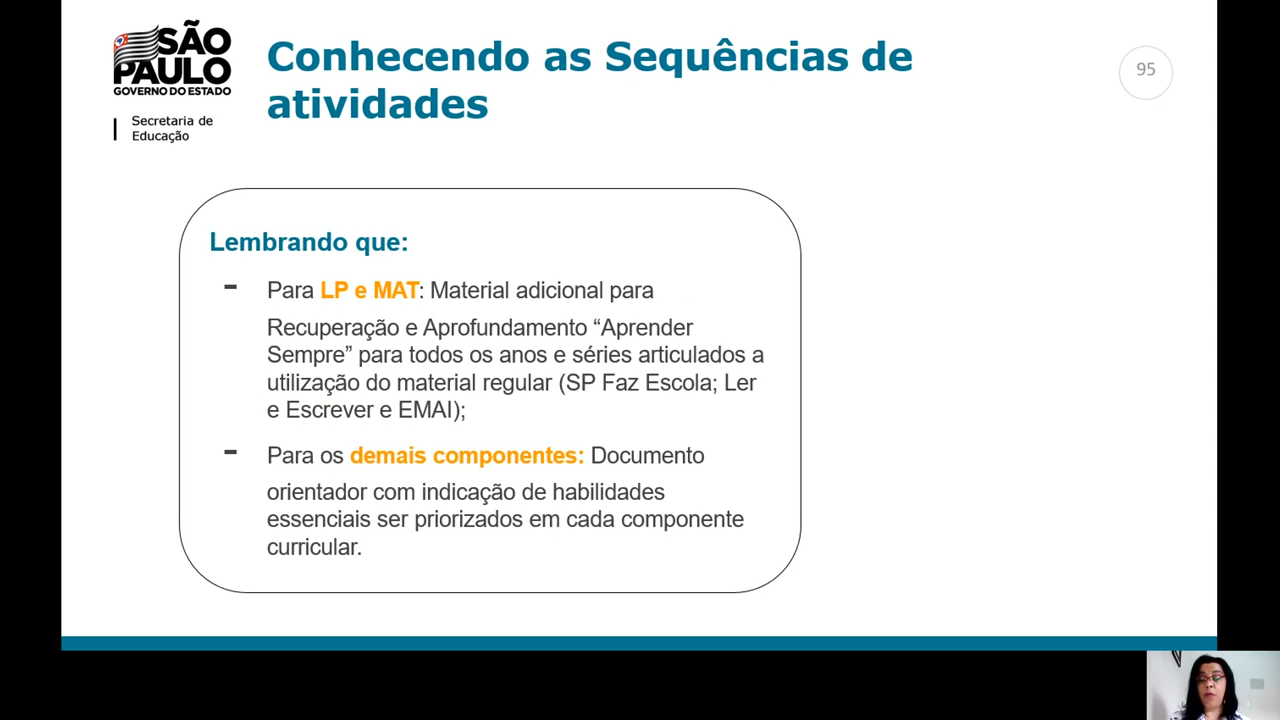 SÃO
PAULO
GOVERNO DO ESTADO
Secretaria de
Educação
Conhecendo as Sequências de
atividades
95
Lembrando que:
- Para LP e MAT: Material adicional para
Recuperação e Aprofundamento “Aprender
Sempre” para todos os anos e séries articulados a
utilização do material regular (SP Faz Escola; Ler
e Escrever e EMAI);
- Para os demais componentes: Documento
orientador com indicação de habilidades
essenciais ser priorizados em cada componente
curricular.